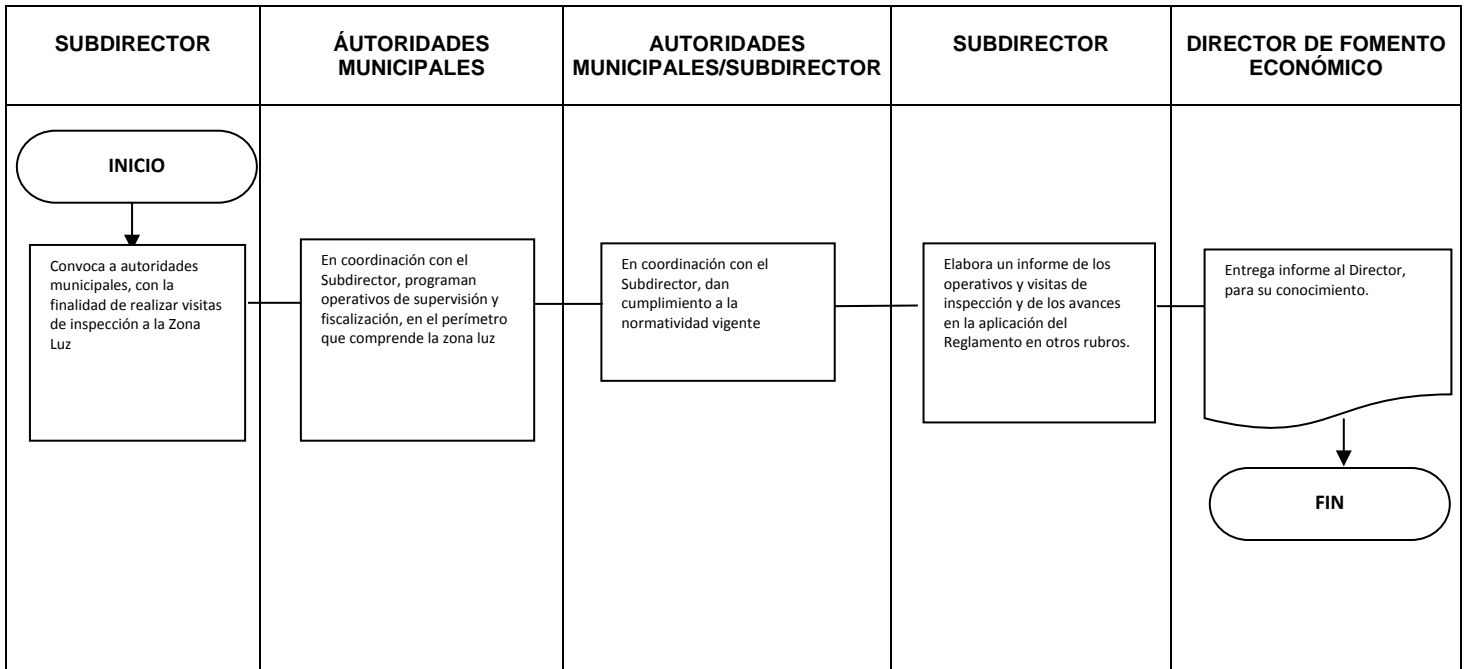 SUBDIRECTOR
ÁUTORIDADES
MUNICIPALES
AUTORIDADES
MUNICIPALES/SUBDIRECTOR
SUBDIRECTOR
DIRECTOR DE FOMENTO
ECONÓMICO
INICIO
Convoca a autoridades
municipales, con la
finalidad de realizar visitas
de inspección a la Zona
Luz
En coordinación con el
Subdirector, programan
operativos de supervisión y
fiscalización, en el perímetro
que comprende la zona luz
En coordinación con el
Subdirector, dan
cumplimiento a la
normatividad vigente
Elabora un informe de los
operativos y visitas de
inspección y de los avances
en la aplicación del
Reglamento en otros rubros.
Entrega informe al Director,
para su conocimiento.
FIN